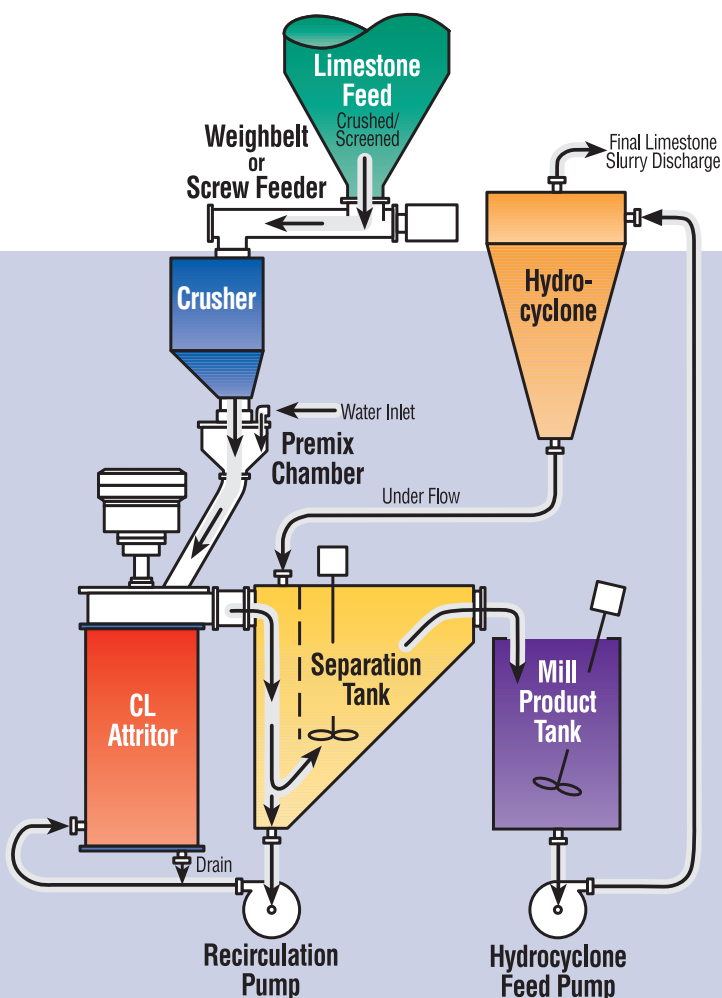 Limestone
Feed
Crushed/
Screened
Weighbelt
or
Screw Feeder
Final Limestone
Slurry Discharge
Crusher
Hydro-
cyclone
Water Inlet
Premix
Chamber
Under Flow
Separation
Tank
CL
Attritor
Mill
Product
Tank
Drain
Recirculation
Pump
Hydrocyclone
Feed Pump